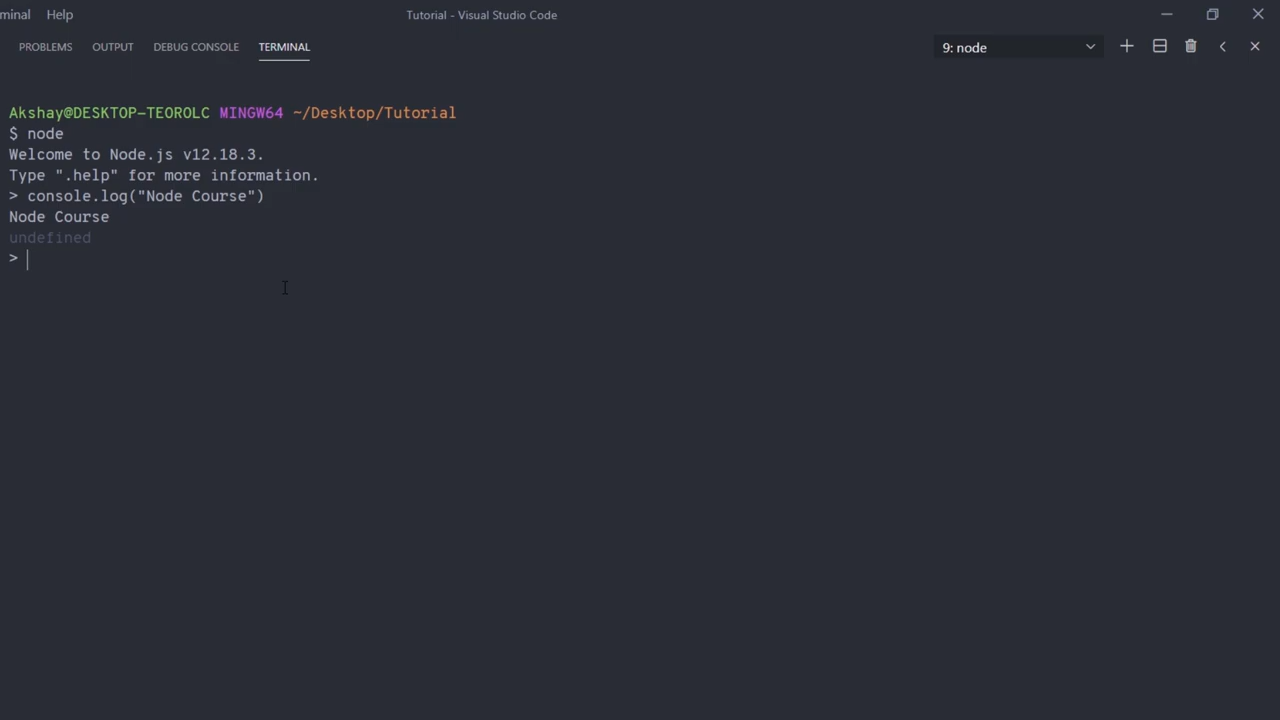 minal Help Tutorial - Visual Studio Code
PROBLEMS OUTPUT DEBUG CONSOLE TERMINAL 9: node
Akshay@DESKTOP-TEOROLC MINGW64 ~/Desktop/Tutorial
$ node
Welcome to Node.js v12.18.3.
Type ".help" for more information.
> console.log("Node Course")
Node Course
undefined
>